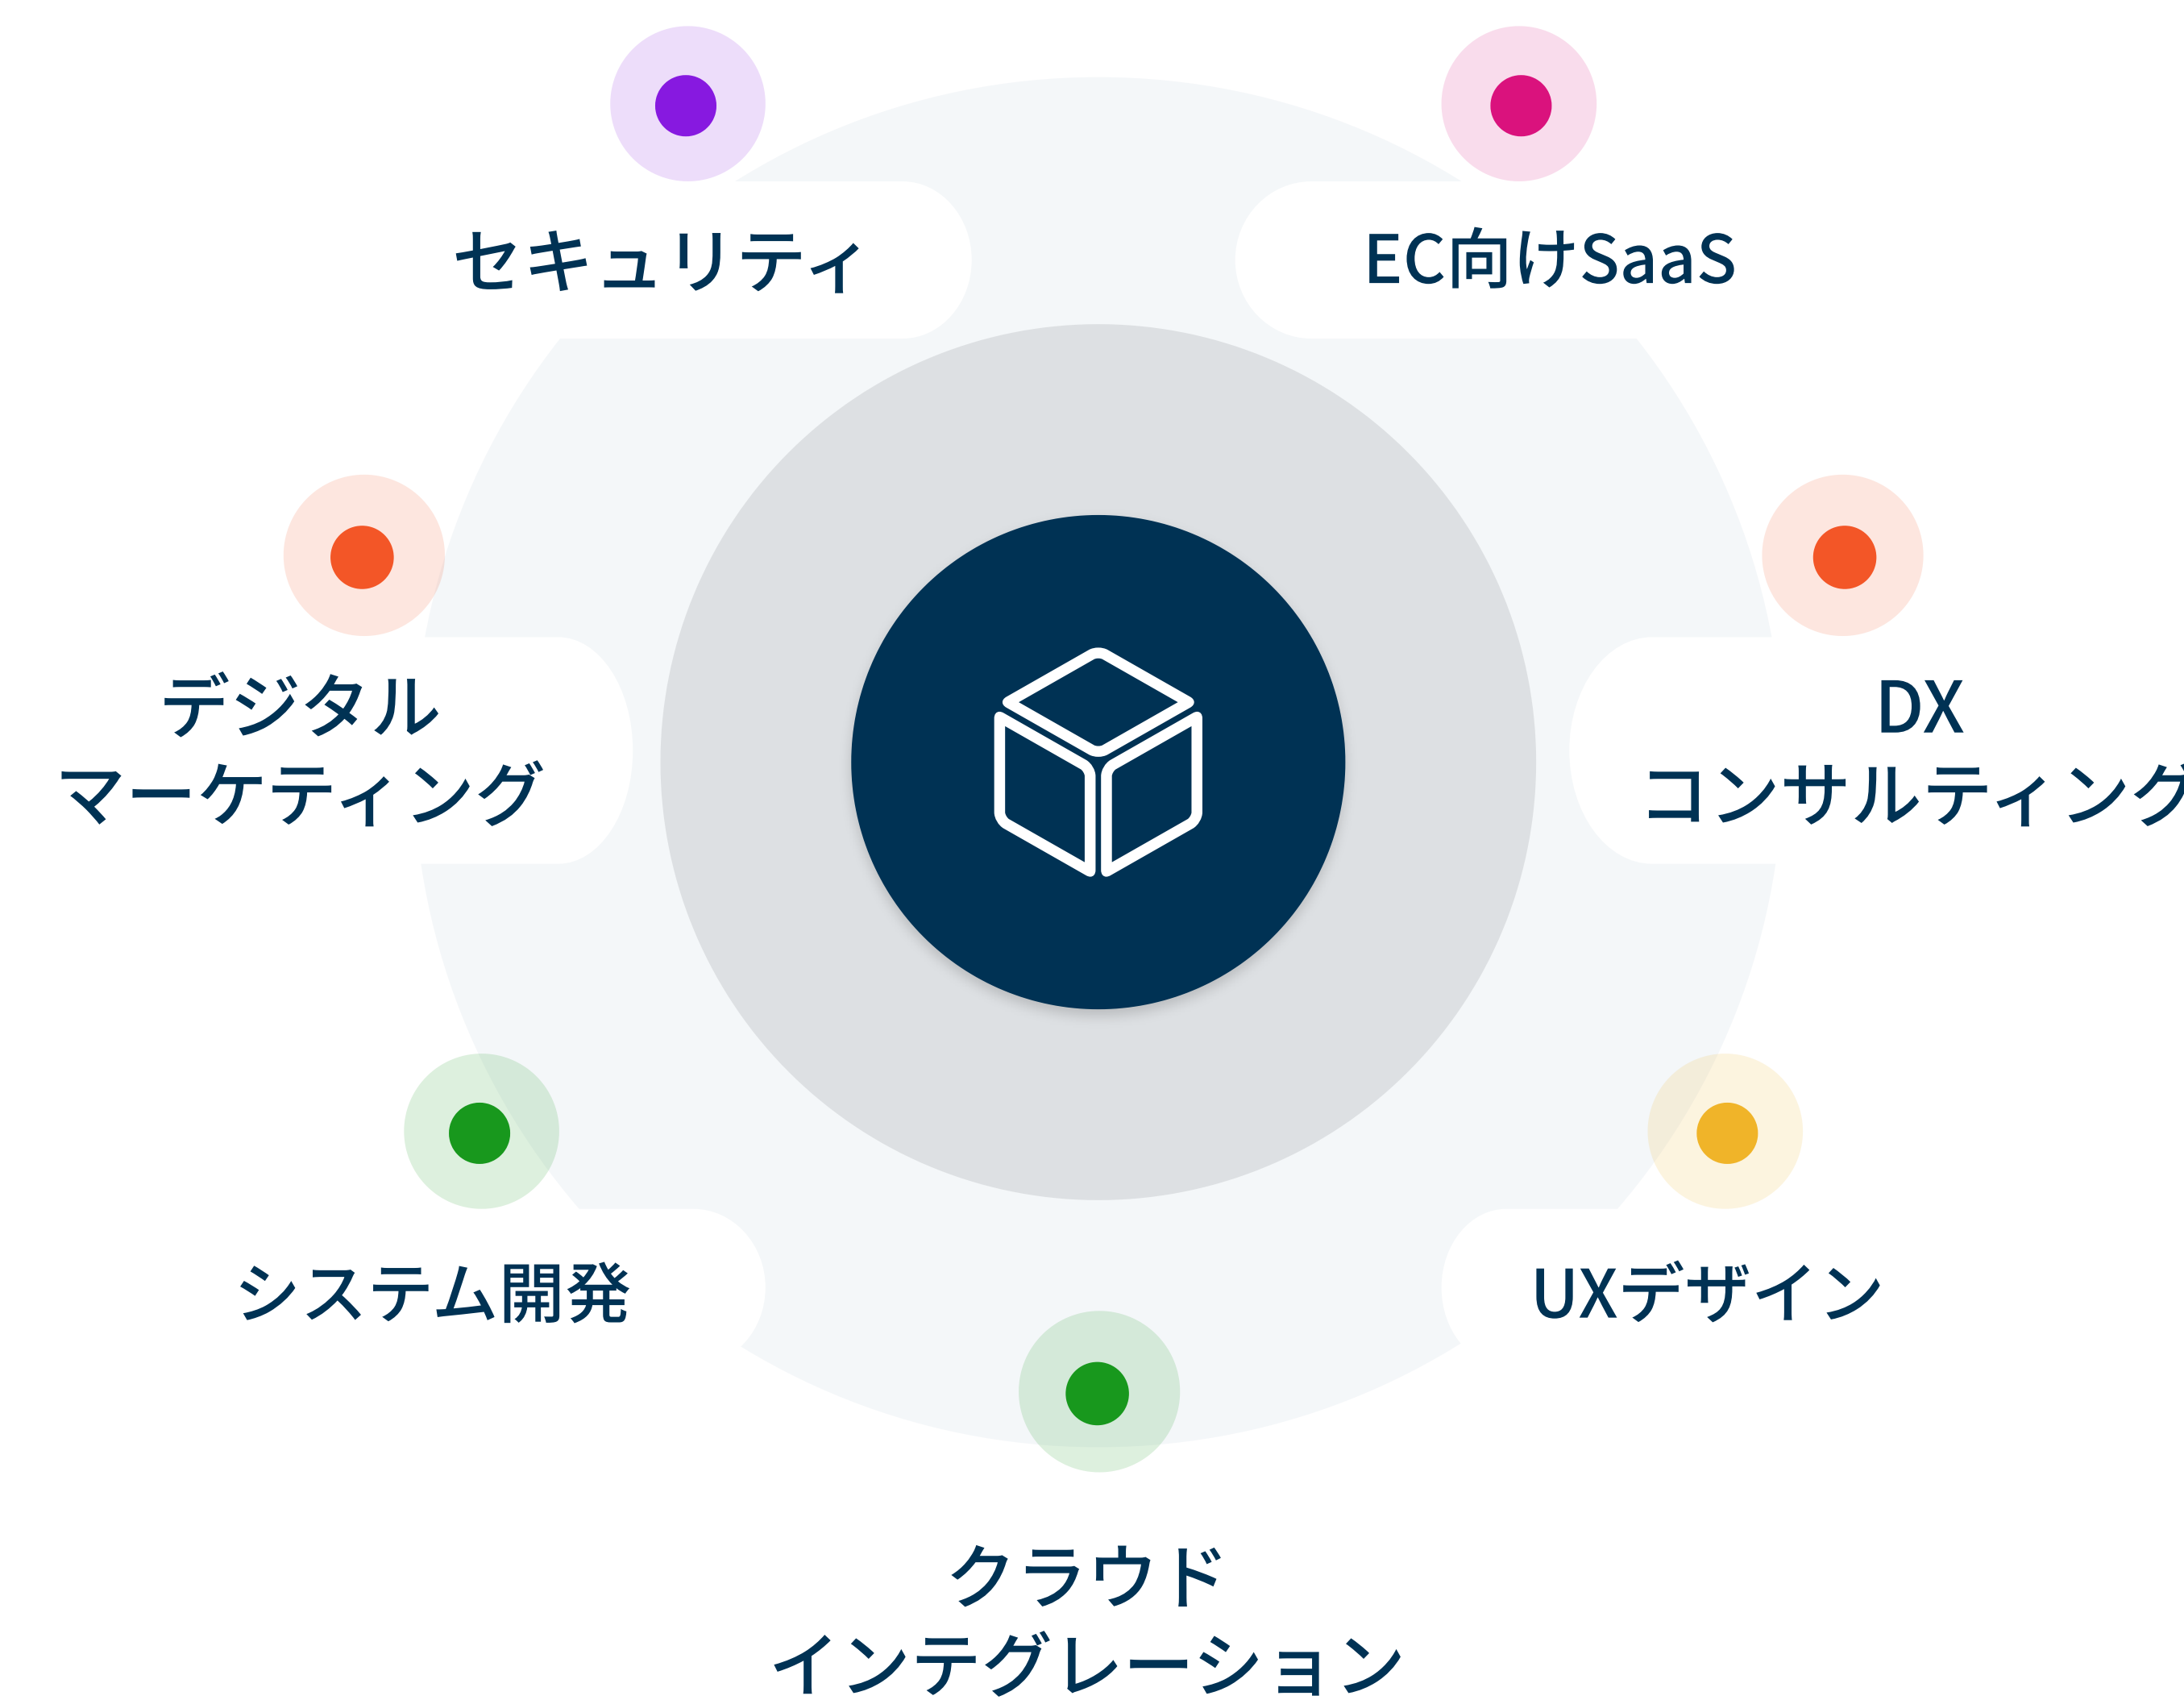 セキュリティ
EC向けSaaS
デジタル
マーケティング
DX
コンサルティング
システム開発
UXデザイン
クラウド
インテグレーション